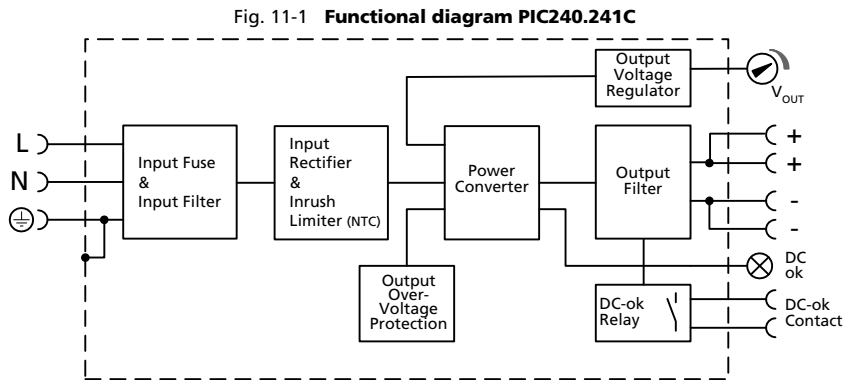 Fig. 11-1 Functional diagram PIC240.241C
Output
Voltage
Regulator
VOUT
L
N
Input Fuse
&
Input Filter
Input
Rectifier
&
Inrush
Limiter (NTC)
Power
Converter
Output
Filter
+
+
-
-
Output
Over-
Voltage
Protection
DC-ok
Relay
DC
ok
DC-ok
Contact